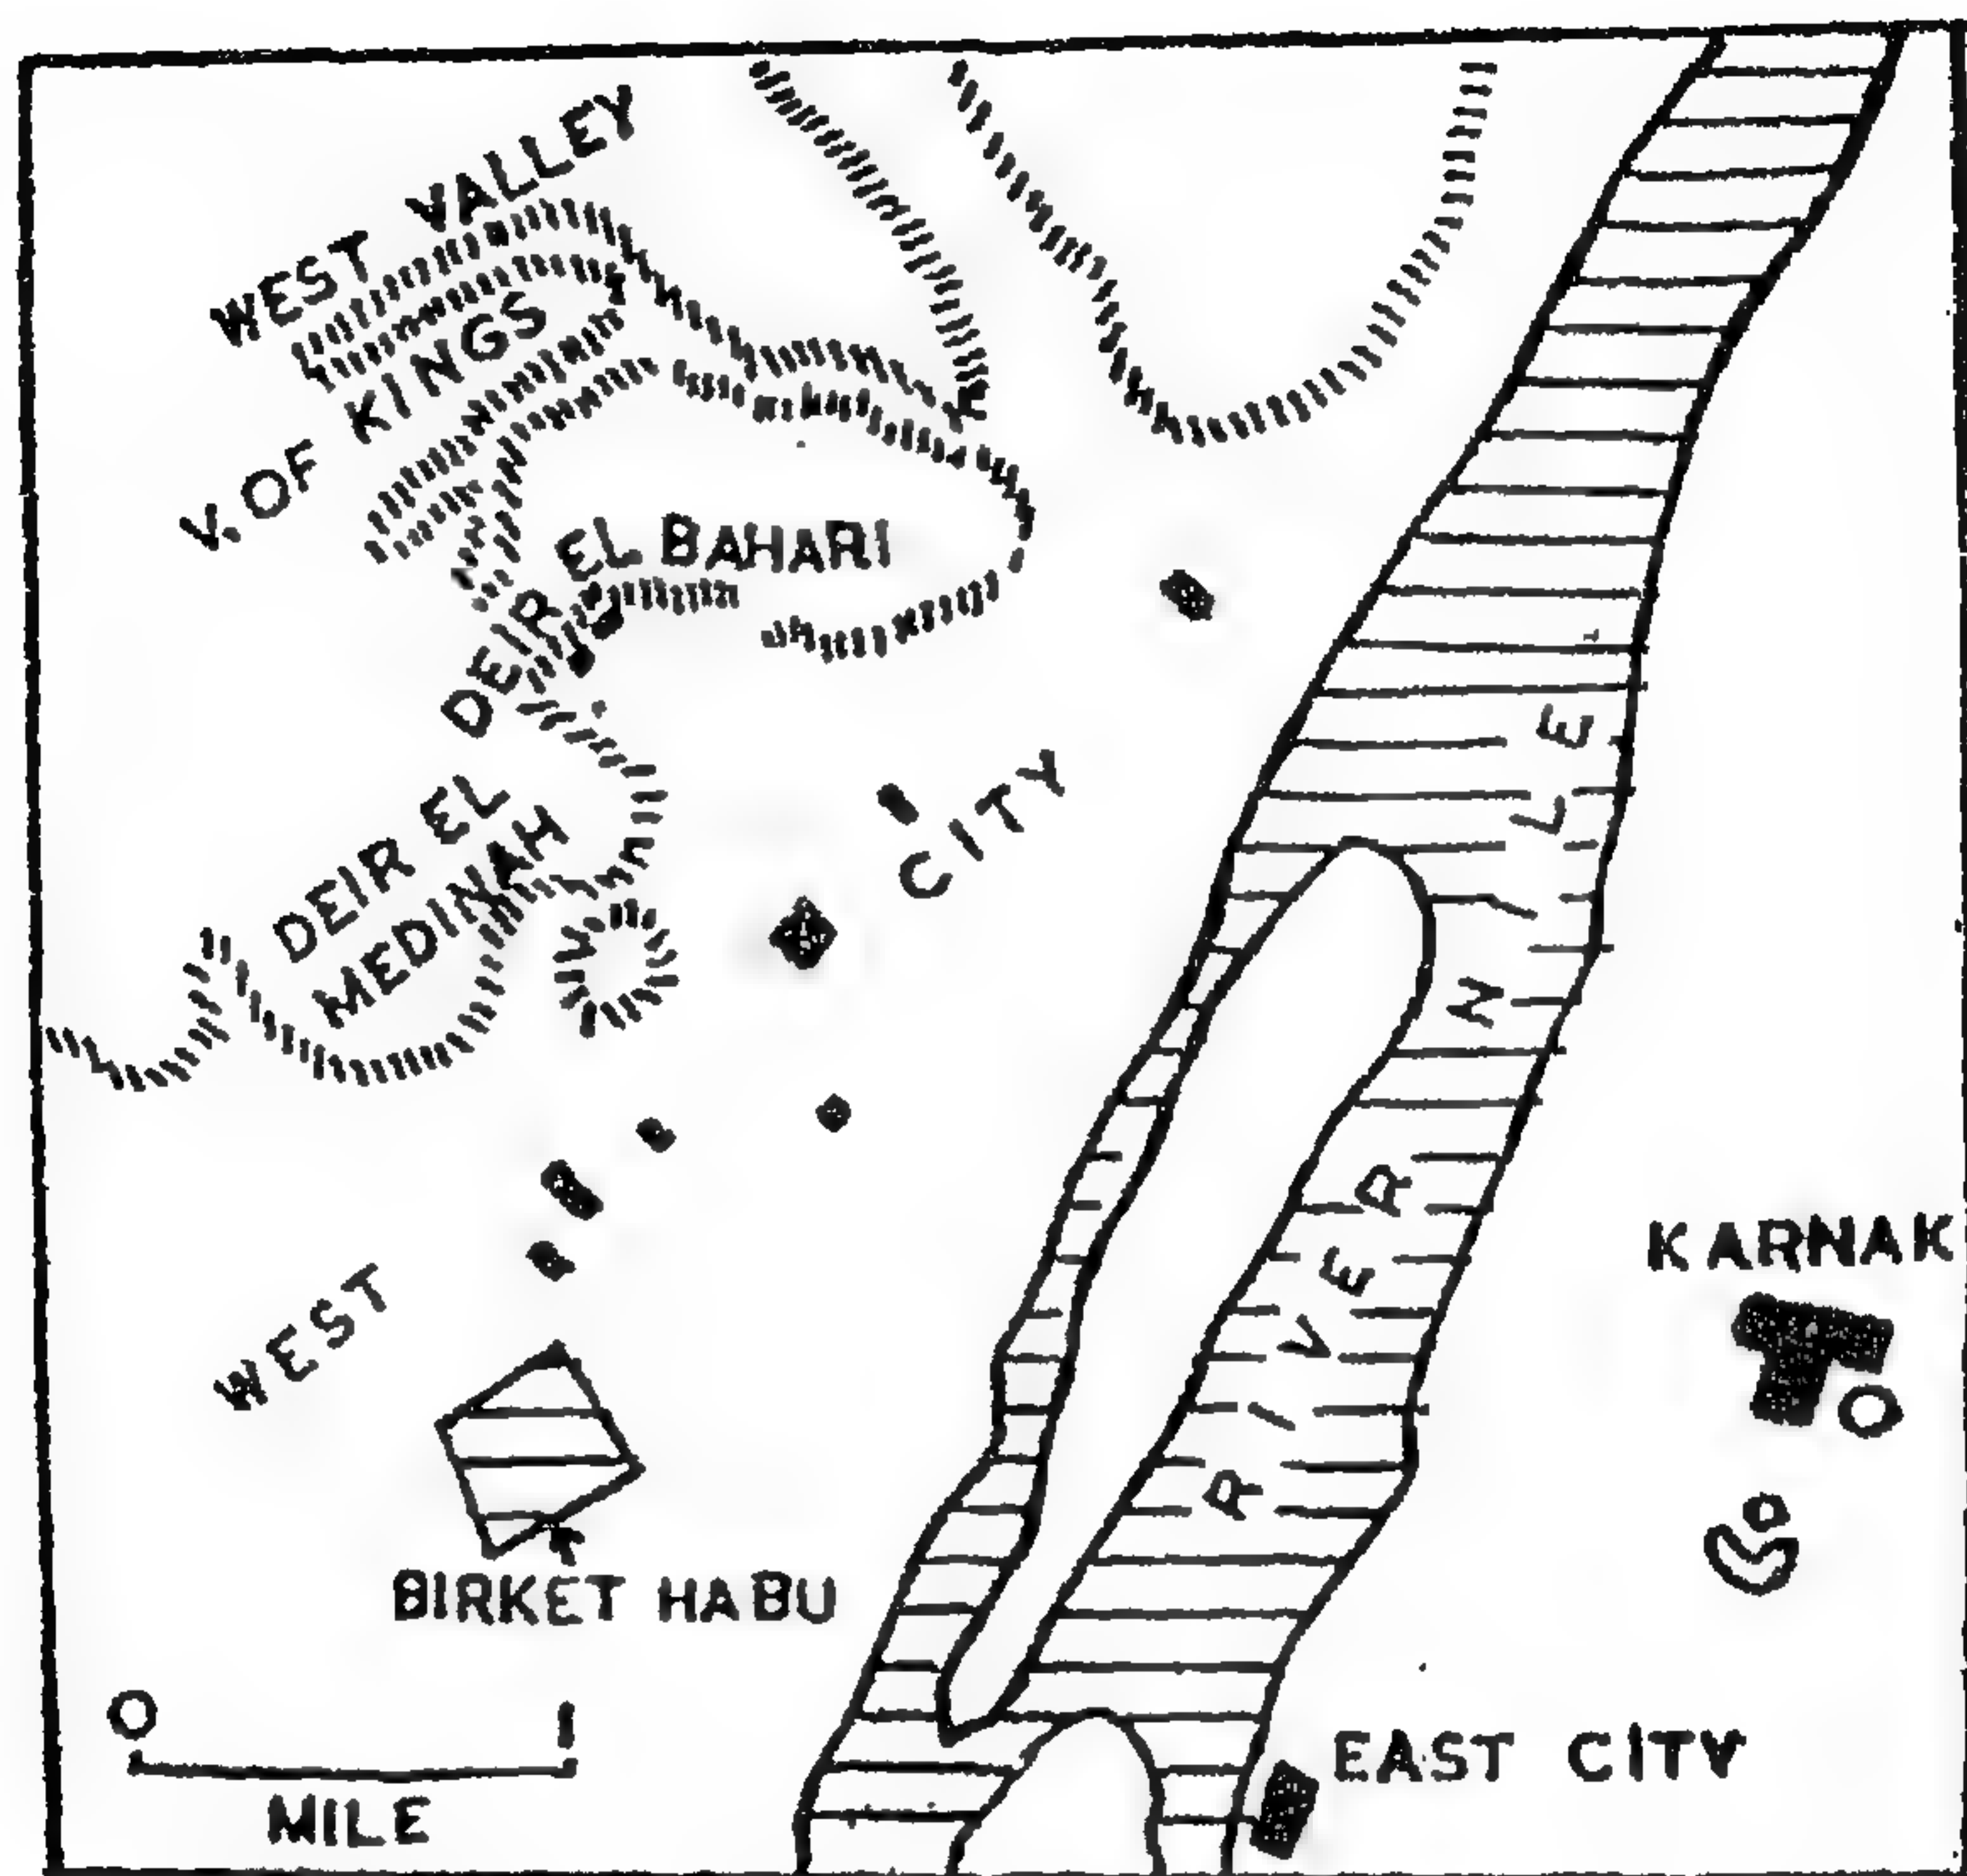 WEST VALLEY
V. OF KINGS
DEIR EL BAHARI
DEIR EL
MEDINAH
WEST CITY
RIVER NILE
KARNAK
BIRKET HABU
EAST CITY
0 1
MILE